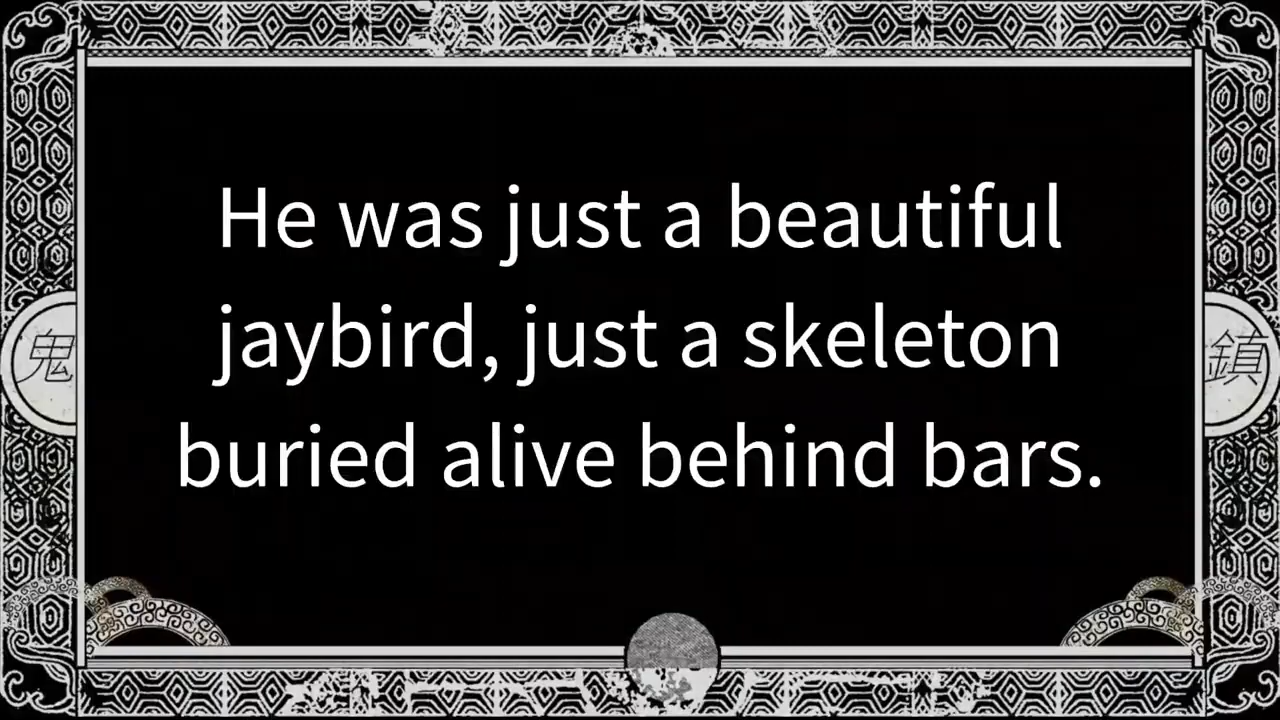 He was just a beautiful
jaybird, just a skeleton
buried alive behind bars.
鬼
鎮